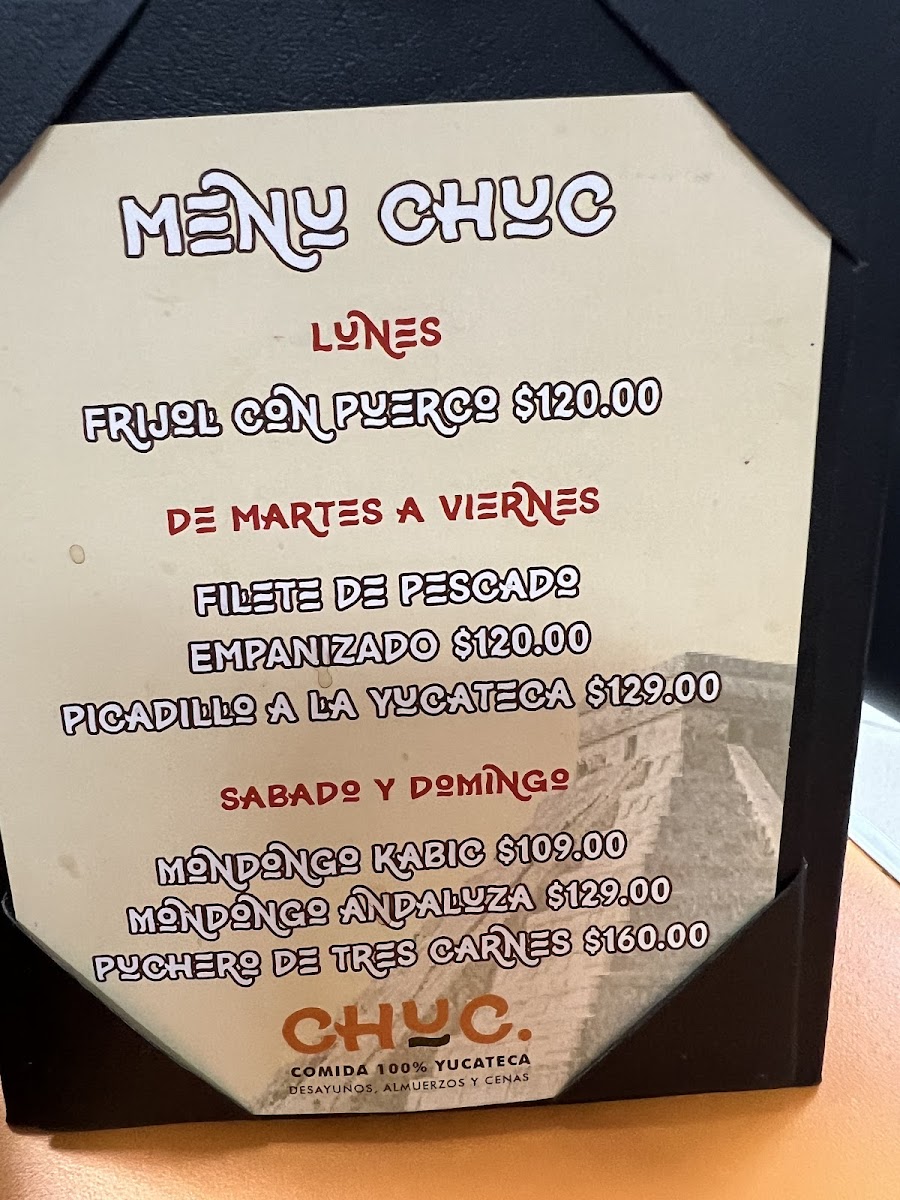 MENU CHUC
LUNES
FRIJOL CON PUERCO $120.00
DE MARTES A VIERNES
FILETE DE PESCADO
EMPANIZADO $120.00
PICADILLO A LA YUCATECA $129.00
SABADO Y DOMINGO
MONDONGO KABIC $109.00
MONDONGO ANDALUZA $129.00
PUCHERO DE TRES CARNES $160.00
CHUC.
COMIDA 100% YUCATECA
DESAYUNOS, ALMUERZOS Y CENAS